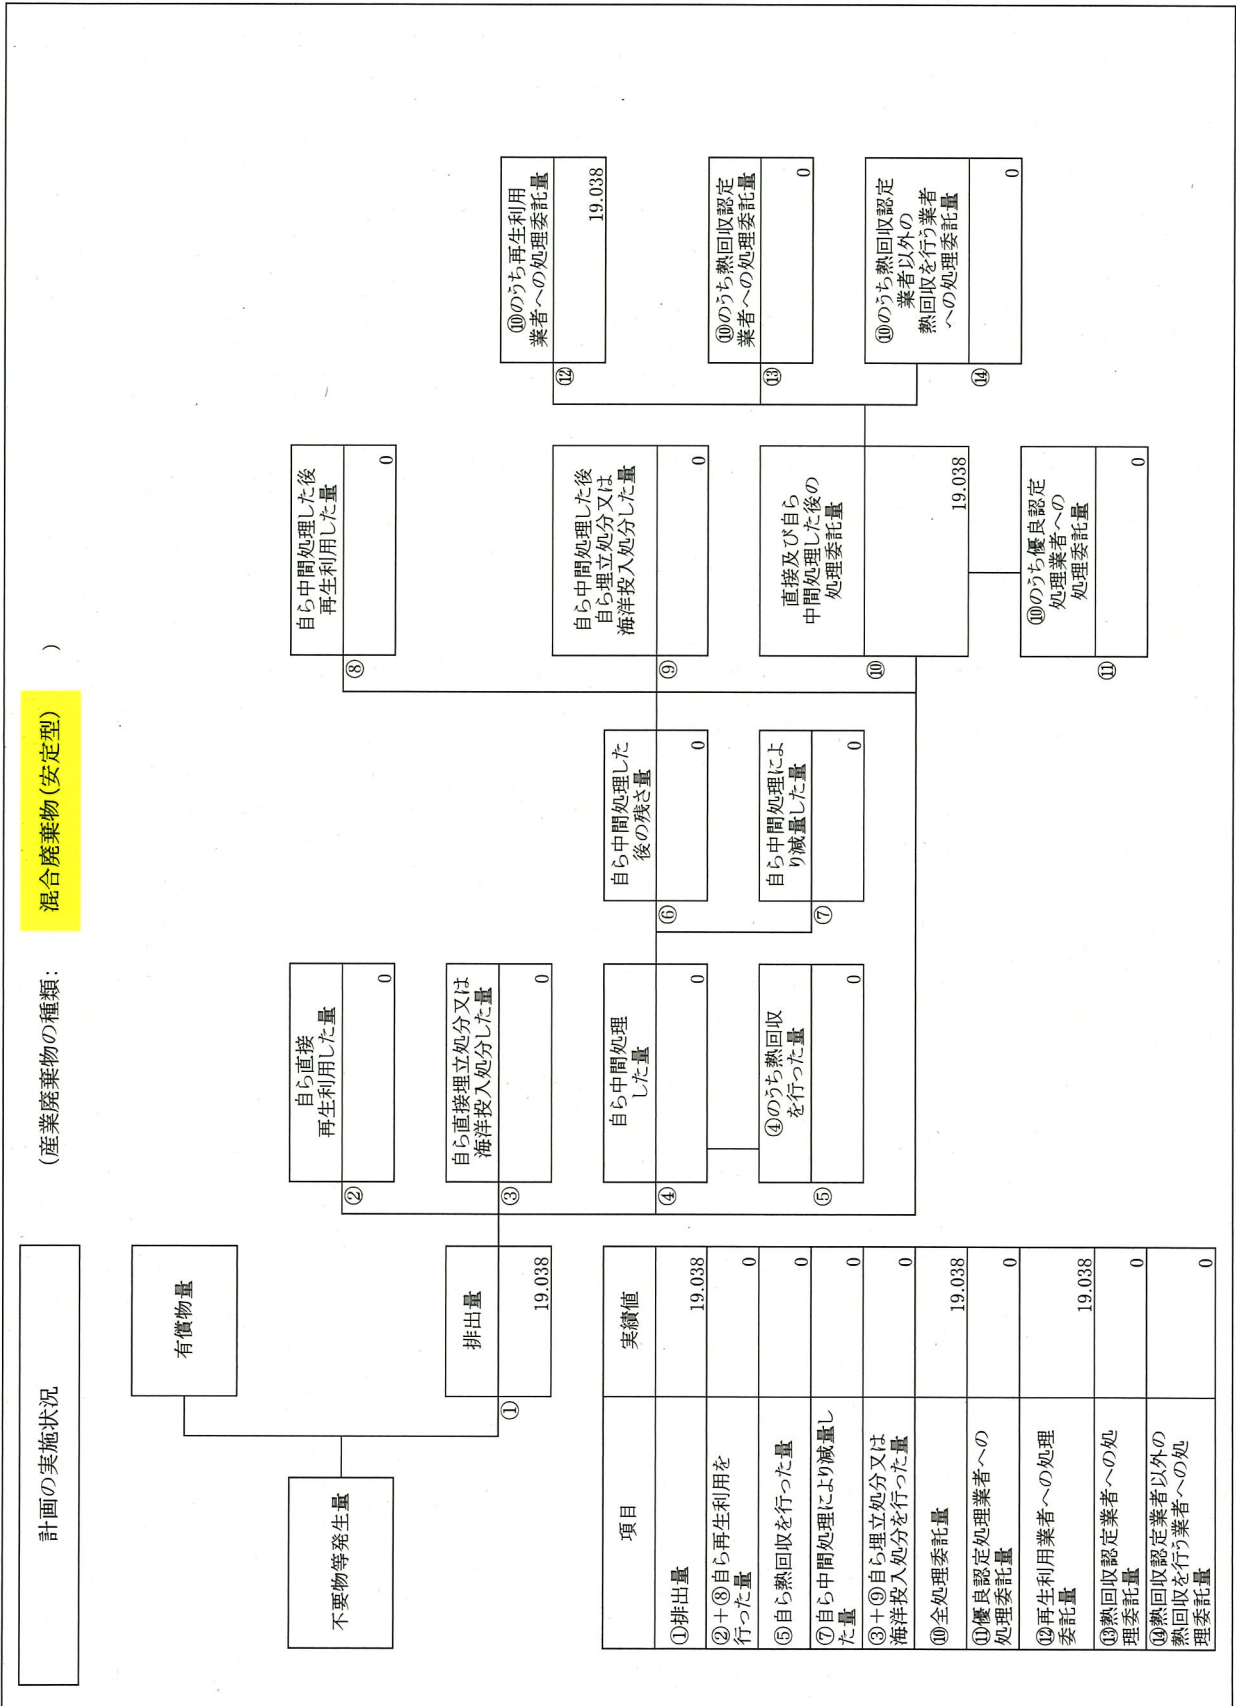 計画の実施状況
(産業廃棄物の種類: 混合廃棄物(安定型) )
不要物等発生量
有償物量
①
排出量
19.038
②
自ら直接
再生利用した量
0
③
自ら直接埋立処分又は
海洋投入処分した量
0
④
自ら中間処理
した量
0
⑤
④のうち熱回収
を行った量
0
⑥
自ら中間処理した
後の残さ量
0
⑦
自ら中間処理によ
り減量した量
0
⑧
自ら中間処理した後
再生利用した量
0
⑨
自ら中間処理した後
自ら埋立処分又は
海洋投入処分した量
0
⑩
直接及び自ら
中間処理した後の
処理委託量
19.038
⑪
⑩のうち優良認定
処理業者への
処理委託量
0
⑫
⑩のうち再生利用
業者への処理委託量
19.038
⑬
⑩のうち熱回収認定
業者への処理委託量
0
⑭
⑩のうち熱回収認定
業者以外の
熱回収を行う業者
への処理委託量
0
項目 実績値
①排出量 19.038
②+⑧自ら再生利用を
行った量 0
⑤自ら熱回収を行った量 0
⑦自ら中間処理により減量し
た量 0
③+⑨自ら埋立処分又は
海洋投入処分を行った量 0
⑩全処理委託量 19.038
⑪優良認定処理業者への
処理委託量 0
⑫再生利用業者への処理
委託量 19.038
⑬熱回収認定業者への処
理委託量 0
⑭熱回収認定業者以外の
熱回収を行う業者への処
理委託量 0